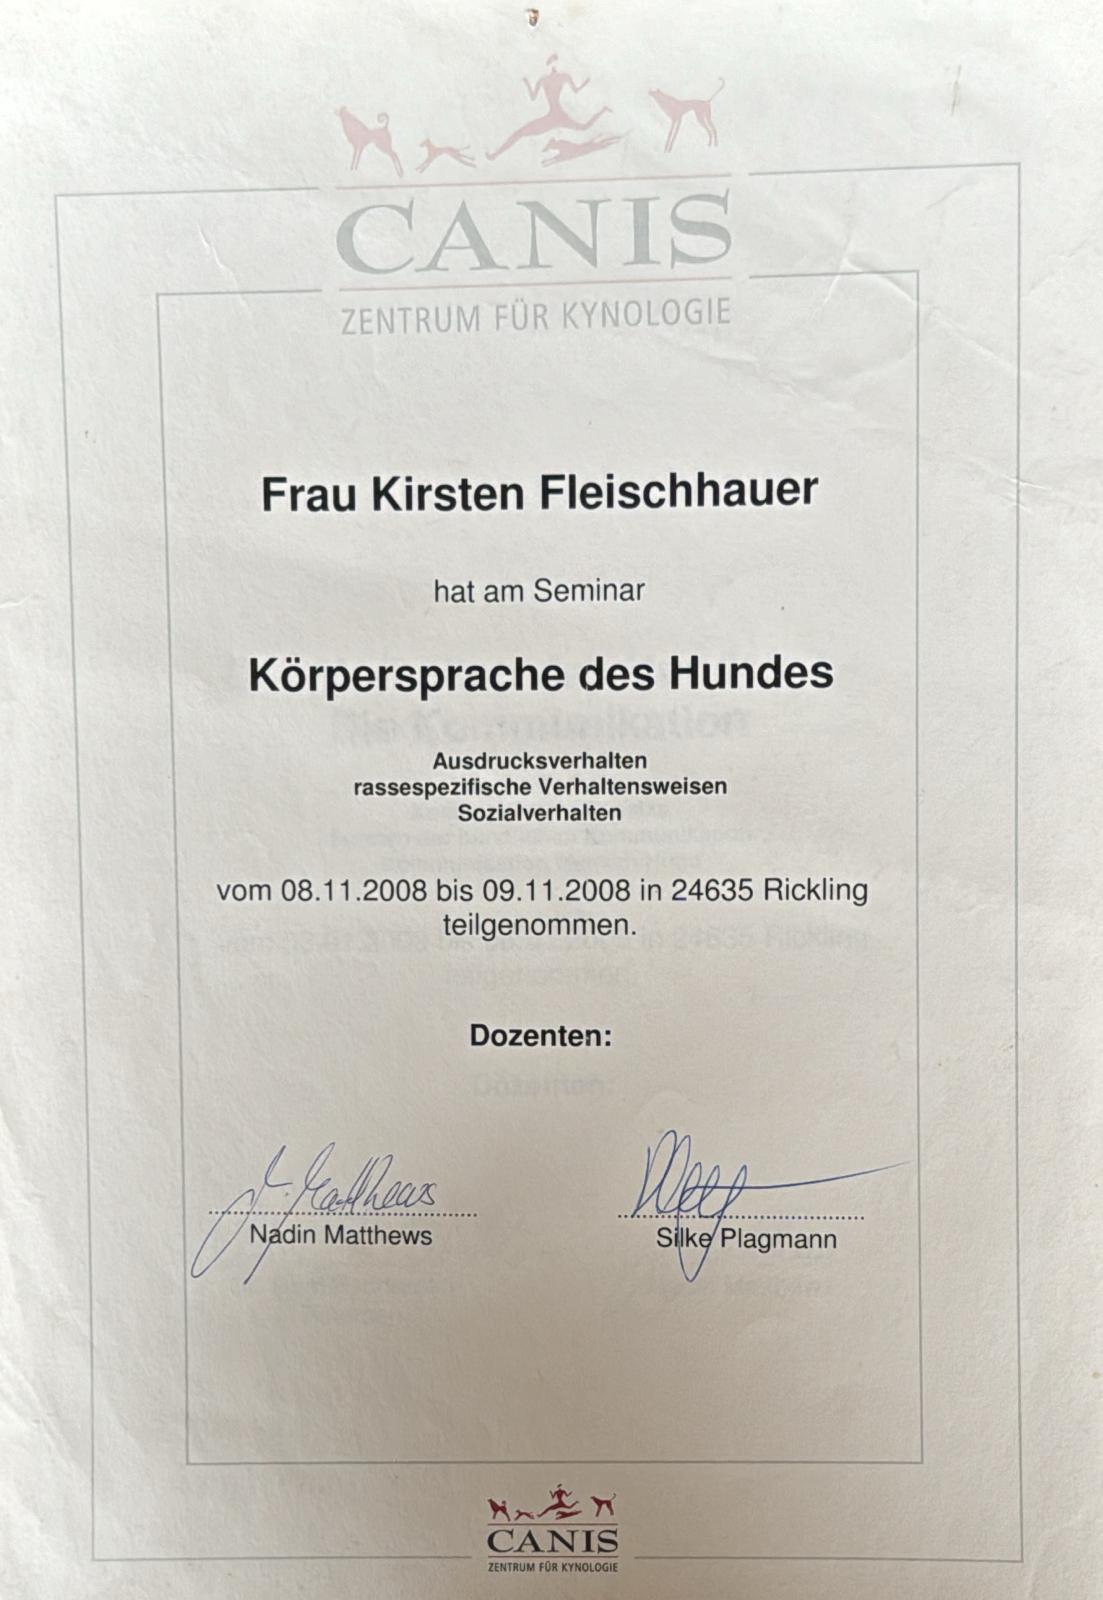 CANIS
ZENTRUM FÜR KYNOLOGIE
Frau Kirsten Fleischhauer
hat am Seminar
Körpersprache des Hundes
Ausdrucksverhalten
rassespezifische Verhaltensweisen
Sozialverhalten
vom 08.11.2008 bis 09.11.2008 in 24635 Rickling
teilgenommen.
Dozenten:
Nadin Matthews
Silke Plagmann
CANIS
ZENTRUM FÜR KYNOLOGIE